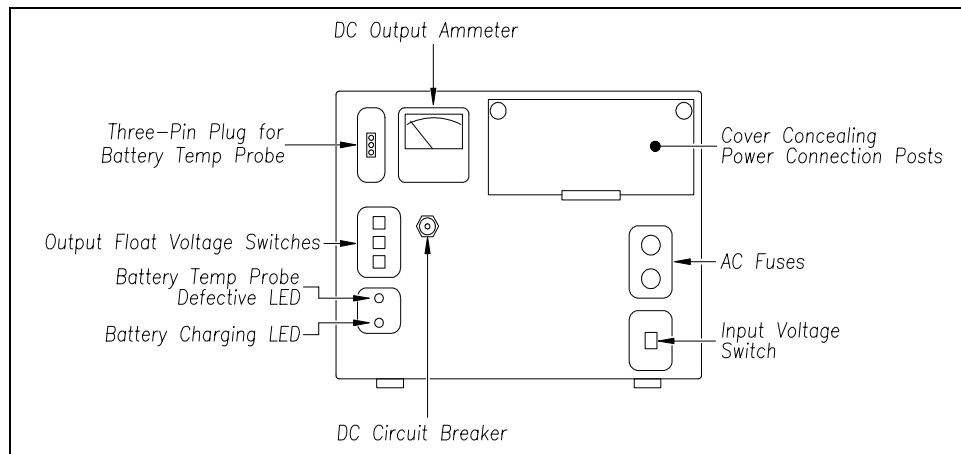 DC Output Ammeter
Three-Pin Plug for
Battery Temp Probe
Cover Concealing
Power Connection Posts
Output Float Voltage Switches
AC Fuses
Battery Temp Probe
Defective LED
Battery Charging LED
Input Voltage
Switch
DC Circuit Breaker